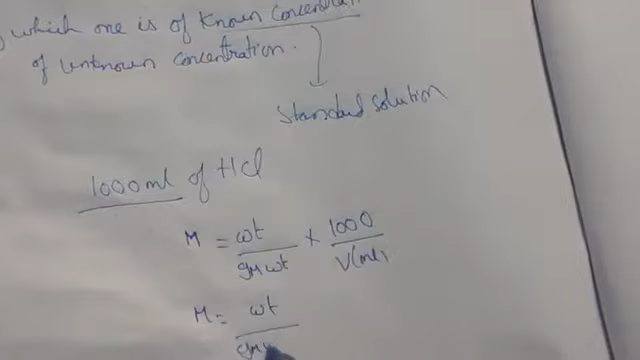 which one is of known concentration
of unknown concentration.
standard solution
1000ml of HCl
M = wt / gM wt × 1000 / V(ml)
M = wt